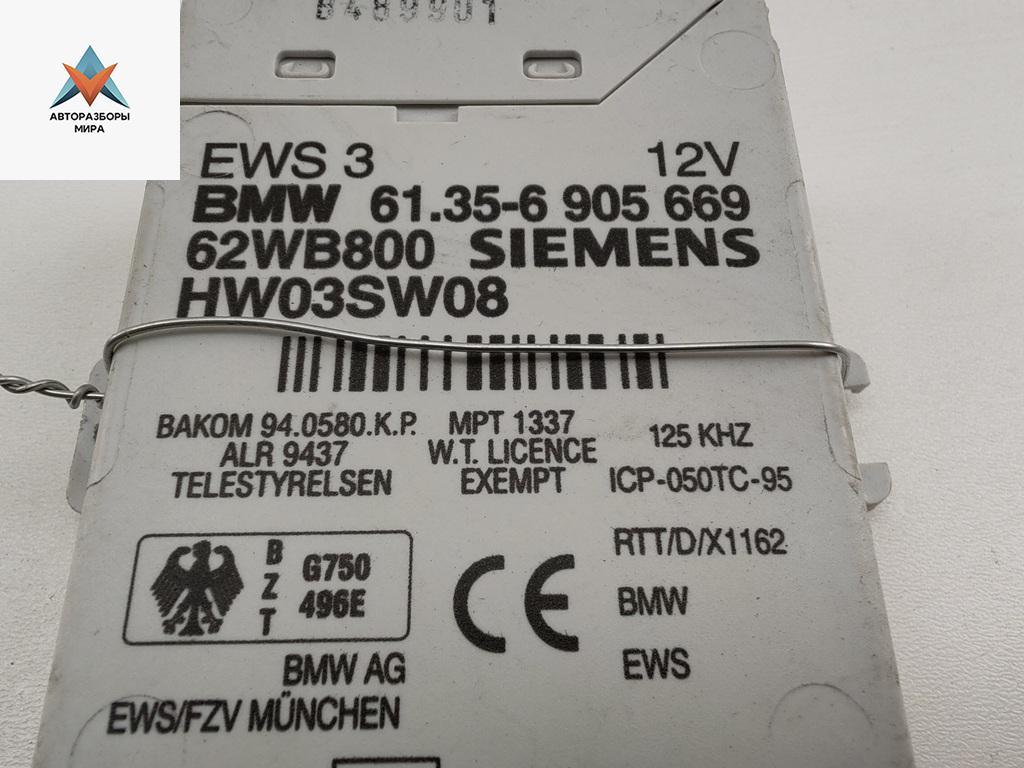 АВТОРАЗБОРЫ
МИРА
EWS 3 12V
BMW 61.35-6 905 669
62WB800 SIEMENS
HW03SW08
BAKOM 94.0580.K.P. MPT 1337 125 KHZ
ALR 9437 W.T. LICENCE
TELESTYRELSEN EXEMPT ICP-050TC-95
RTT/D/X1162
BZT G750
496E
CE
BMW
BMW AG EWS
EWS/FZV MÜNCHEN